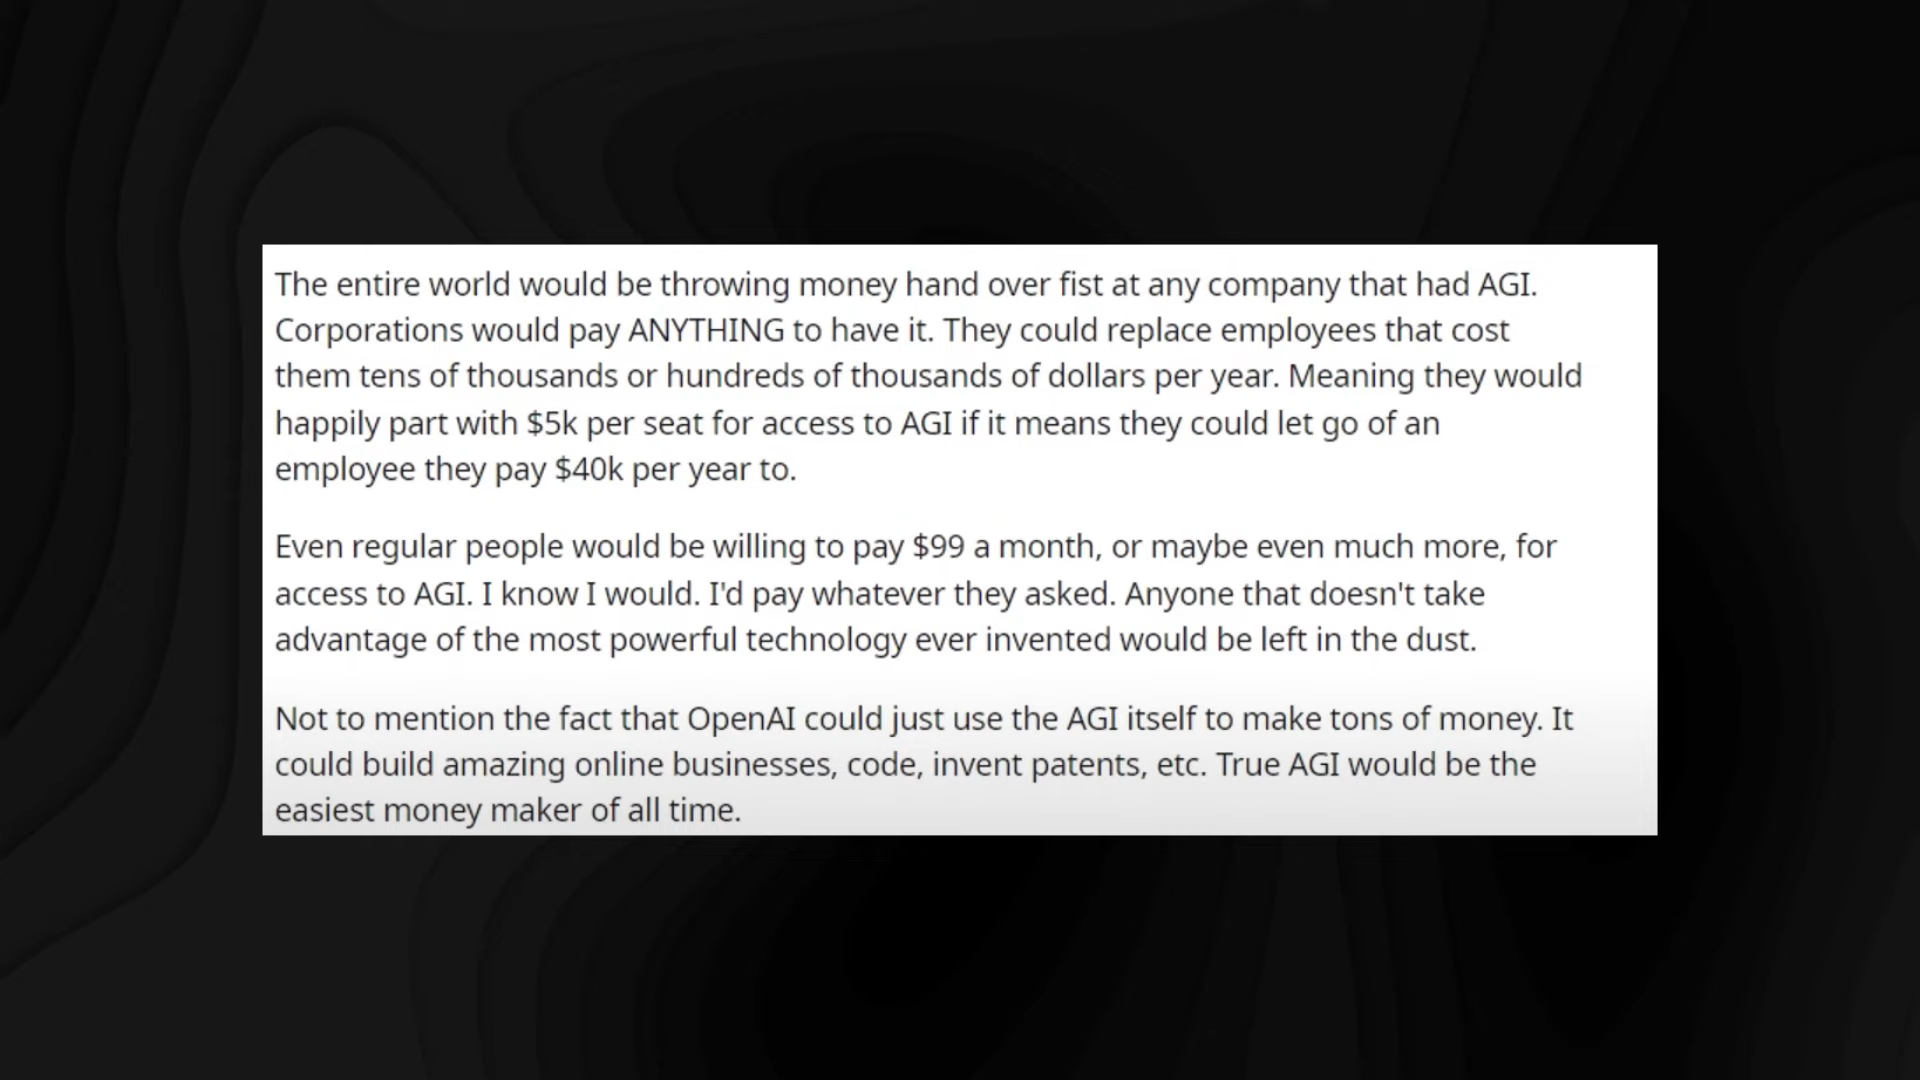 The entire world would be throwing money hand over fist at any company that had AGI.
Corporations would pay ANYTHING to have it. They could replace employees that cost
them tens of thousands or hundreds of thousands of dollars per year. Meaning they would
happily part with $5k per seat for access to AGI if it means they could let go of an
employee they pay $40k per year to.
Even regular people would be willing to pay $99 a month, or maybe even much more, for
access to AGI. I know I would. I'd pay whatever they asked. Anyone that doesn't take
advantage of the most powerful technology ever invented would be left in the dust.
Not to mention the fact that OpenAI could just use the AGI itself to make tons of money. It
could build amazing online businesses, code, invent patents, etc. True AGI would be the
easiest money maker of all time.